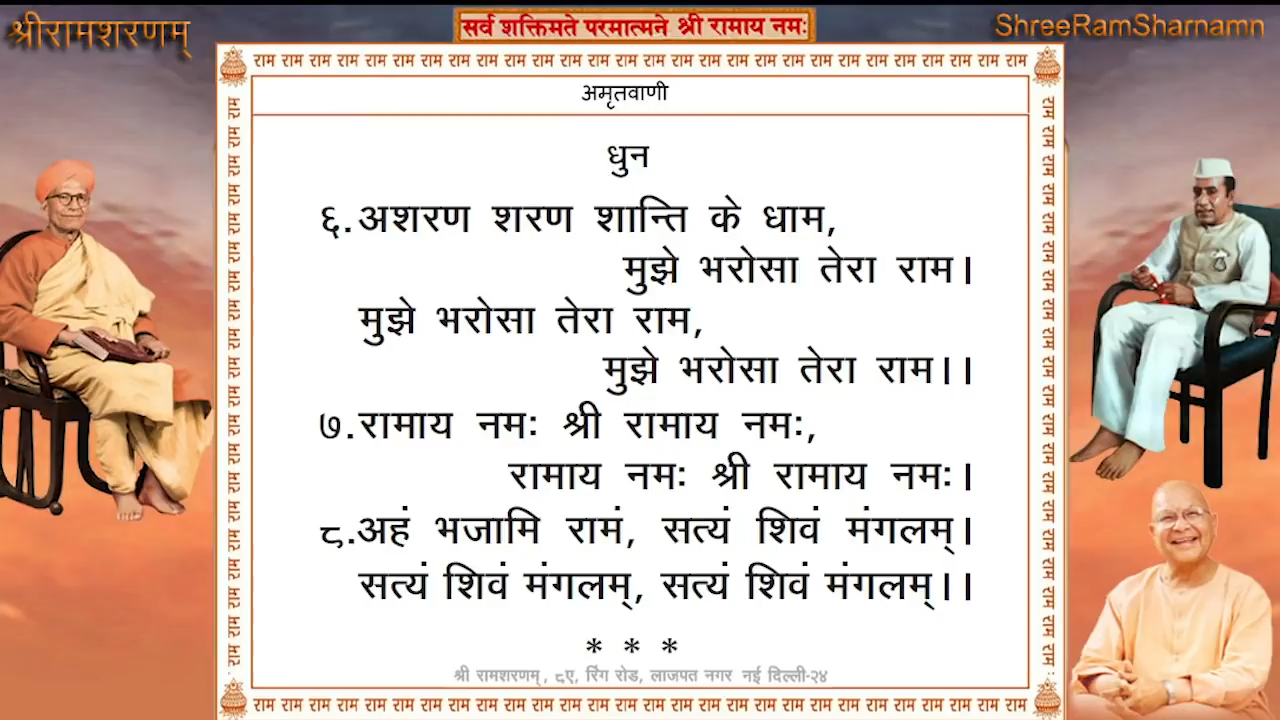 श्रीरामशरणम्
सर्व शक्तिमते परमात्मने श्री रामाय नमः
ShreeRamSharnamn
राम राम राम राम राम राम राम राम राम राम राम राम राम राम राम राम राम राम राम राम राम राम राम राम राम राम राम राम
अमृतवाणी
धुन
६.अशरण शरण शान्ति के धाम,
मुझे भरोसा तेरा राम।
मुझे भरोसा तेरा राम,
मुझे भरोसा तेरा राम।।
७.रामाय नमः श्री रामाय नमः,
रामाय नमः श्री रामाय नमः।
८.अहं भजामि रामं, सत्यं शिवं मंगलम्।
सत्यं शिवं मंगलम्, सत्यं शिवं मंगलम्।।
* * *
श्री रामशरणम् , ८ए, रिंग रोड, लाजपत नगर नई दिल्ली-२४
राम राम राम राम राम राम राम राम राम राम राम राम राम राम राम राम राम राम राम राम राम राम राम राम राम राम राम राम
राम राम राम राम राम राम राम राम राम राम राम राम राम राम राम राम राम राम राम राम
राम राम राम राम राम राम राम राम राम राम राम राम राम राम राम राम राम राम राम राम